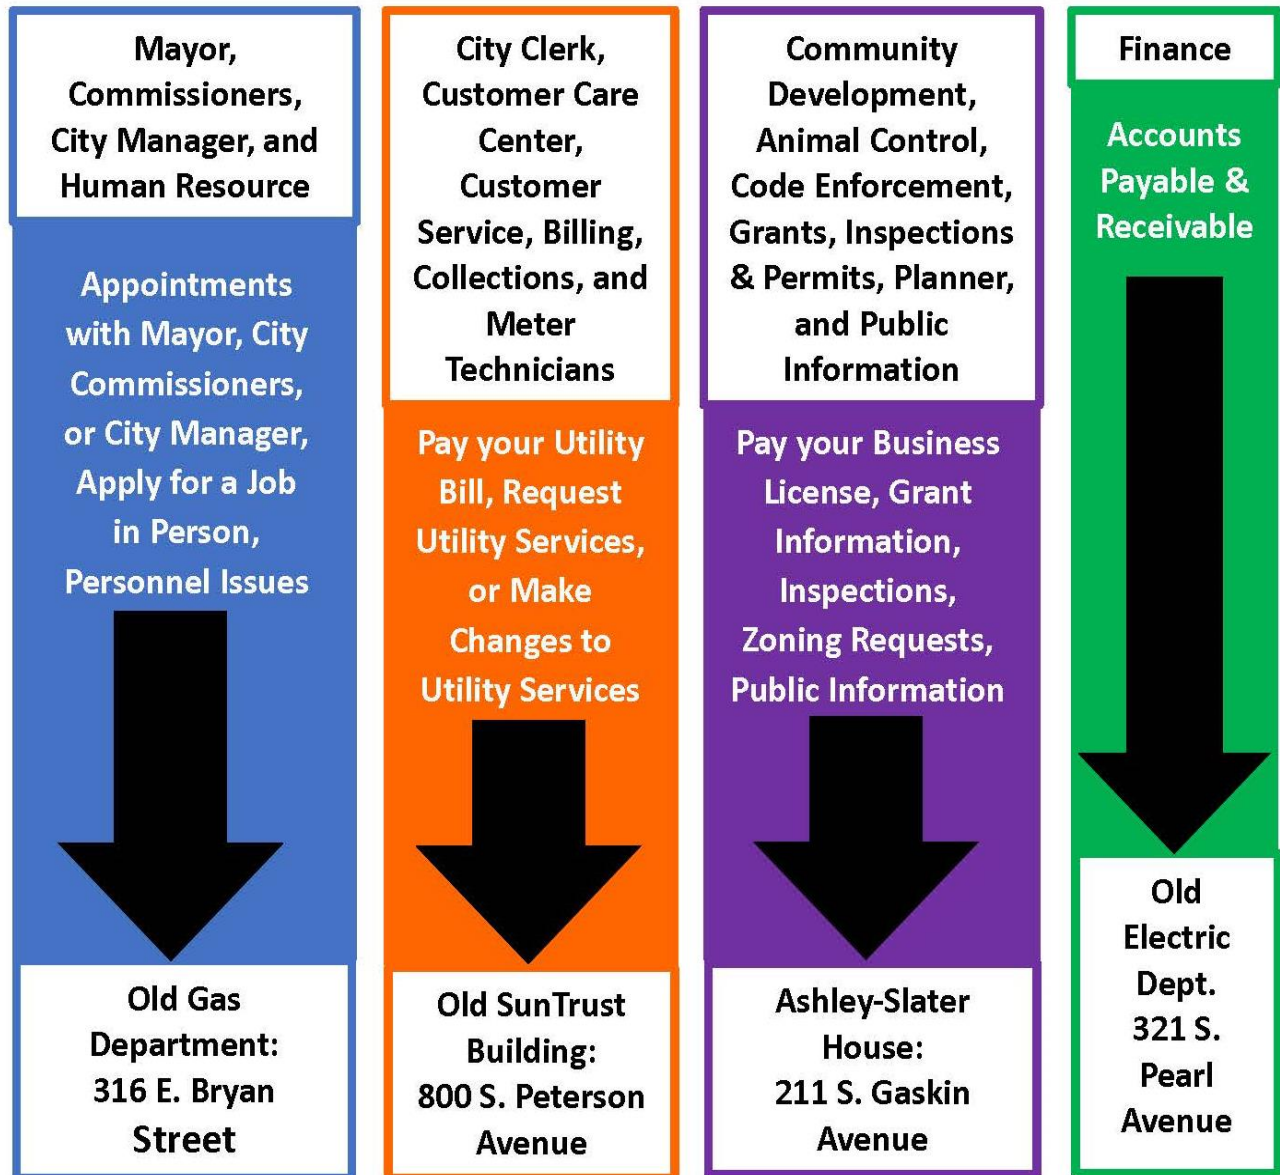 Mayor,
Commissioners,
City Manager, and
Human Resource
Appointments
with Mayor, City
Commissioners,
or City Manager,
Apply for a Job
in Person,
Personnel Issues
Old Gas
Department:
316 E. Bryan
Street
City Clerk,
Customer Care
Center,
Customer
Service, Billing,
Collections, and
Meter
Technicians
Pay your Utility
Bill, Request
Utility Services,
or Make
Changes to
Utility Services
Old SunTrust
Building:
800 S. Peterson
Avenue
Community
Development,
Animal Control,
Code Enforcement,
Grants, Inspections
& Permits, Planner,
and Public
Information
Pay your Business
License, Grant
Information,
Inspections,
Zoning Requests,
Public Information
Ashley-Slater
House:
211 S. Gaskin
Avenue
Finance
Accounts
Payable &
Receivable
Old
Electric
Dept.
321 S.
Pearl
Avenue